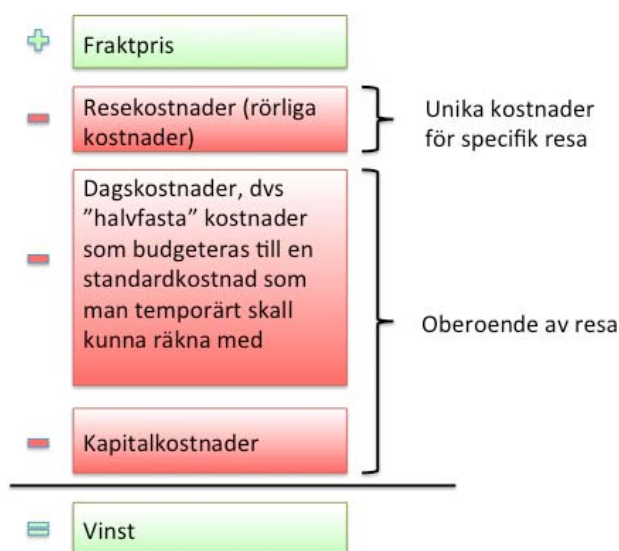 Fraktpris
Resekostnader (rörliga
kostnader)
Unika kostnader
för specifik resa
Dagskostnader, dvs
”halvfasta” kostnader
som budgeteras till en
standardkostnad som
man temporärt skall
kunna räkna med
Oberoende av resa
Kapitalkostnader
Vinst